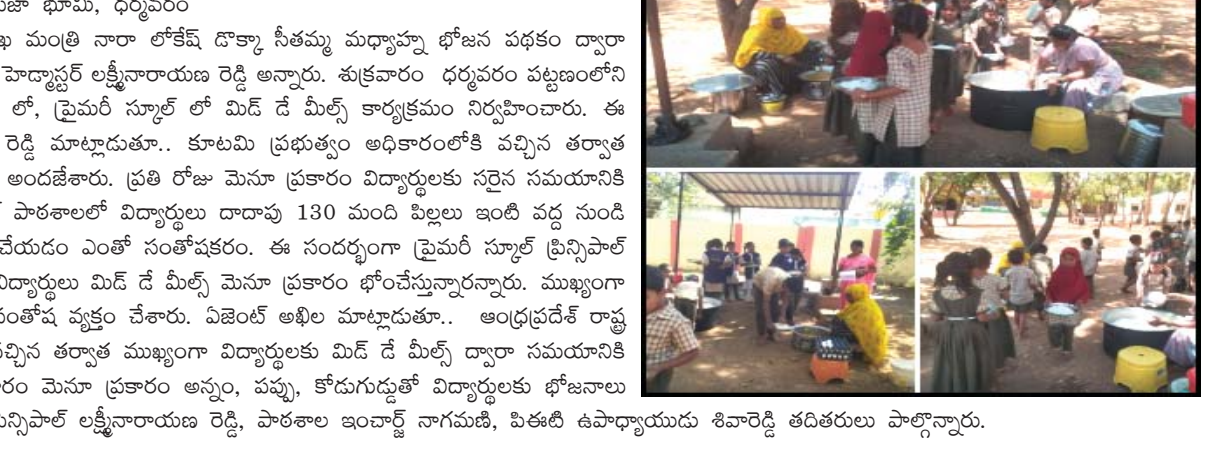 భూమి, ధర్మవరం
మంత్రి నారా లోకేష్ డొక్కా సీతమ్మ మధ్యాహ్న భోజన పథకం ద్వారా
హెడ్మాస్టర్ లక్ష్మీనారాయణ రెడ్డి అన్నారు. శుక్రవారం ధర్మవరం పట్టణంలోని
లో, ప్రైమరీ స్కూల్ లో మిడ్ డే మీల్స్ కార్యక్రమం నిర్వహించారు. ఈ
రెడ్డి మాట్లాడుతూ.. కూటమి ప్రభుత్వం అధికారంలోకి వచ్చిన తర్వాత
అందజేశారు. ప్రతి రోజు మెనూ ప్రకారం విద్యార్థులకు సరైన సమయానికి
పాఠశాలలో విద్యార్థులు దాదాపు 130 మంది పిల్లలు ఇంటి వద్ద నుండి
చేయడం ఎంతో సంతోషకరం. ఈ సందర్భంగా ప్రైమరీ స్కూల్ ప్రిన్సిపాల్
విద్యార్థులు మిడ్ డే మీల్స్ మెనూ ప్రకారం భోంచేస్తున్నారన్నారు. ముఖ్యంగా
సంతోష వ్యక్తం చేశారు. ఏజెంట్ అఖిల మాట్లాడుతూ.. ఆంధ్రప్రదేశ్ రాష్ట్ర
వచ్చిన తర్వాత ముఖ్యంగా విద్యార్థులకు మిడ్ డే మీల్స్ ద్వారా సమయానికి
మెనూ ప్రకారం అన్నం, పప్పు, కోడుగుడ్డుతో విద్యార్థులకు భోజనాలు
లక్ష్మీనారాయణ రెడ్డి, పాఠశాల ఇంచార్జ్ నాగమణి, పిఈటి ఉపాధ్యాయుడు శివారెడ్డి తదితరులు పాల్గొన్నారు.